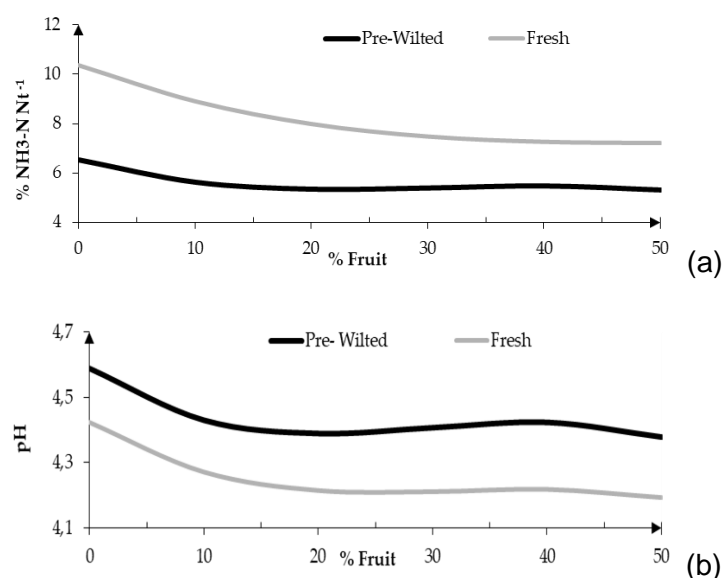 12
Pre-Wilted Fresh
10
8
6
4
% NH3-N Nt⁻¹
0 10 20 30 40 50
% Fruit
(a)
4,7
Pre- Wilted Fresh
4,5
4,3
4,1
pH
0 10 20 30 40 50
% Fruit
(b)